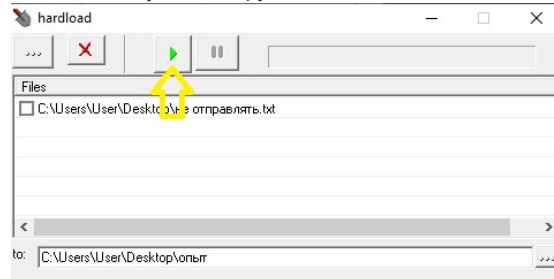 hardload
...
Files
C:\Users\User\Desktop\не отправлять.txt
to: C:\Users\User\Desktop\опыт
...